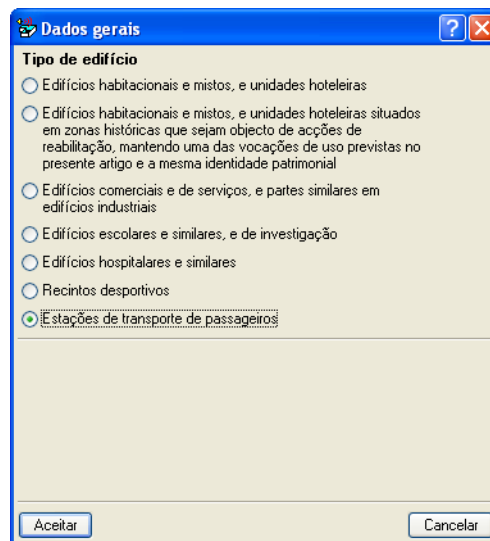 Dados gerais
Tipo de edifício
Edifícios habitacionais e mistos, e unidades hoteleiras
Edifícios habitacionais e mistos, e unidades hoteleiras situados
em zonas históricas que sejam objecto de acções de
reabilitação, mantendo uma das vocações de uso previstas no
presente artigo e a mesma identidade patrimonial
Edifícios comerciais e de serviços, e partes similares em
edifícios industriais
Edifícios escolares e similares, e de investigação
Edifícios hospitalares e similares
Recintos desportivos
Estações de transporte de passageiros
Aceitar
Cancelar